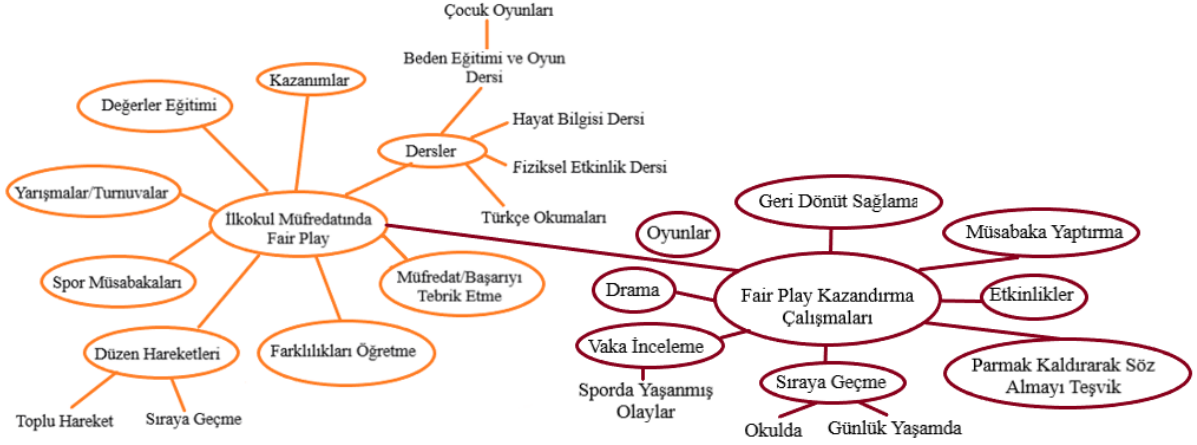 Çocuk Oyunları
Beden Eğitimi ve Oyun
Dersi
Kazanımlar
Değerler Eğitimi
Hayat Bilgisi Dersi
Dersler
Fiziksel Etkinlik Dersi
Yarışmalar/Turnuvalar
Türkçe Okumaları
İlkokul Müfredatında
Fair Play
Spor Müsabakaları
Müfredat/Başarıyı
Tebrik Etme
Düzen Hareketleri
Farklılıkları Öğretme
Toplu Hareket
Sıraya Geçme
Geri Dönüt Sağlama
Oyunlar
Müsabaka Yaptırma
Drama
Fair Play Kazandırma
Çalışmaları
Etkinlikler
Vaka İnceleme
Parmak Kaldırarak Söz
Almayı Teşvik
Sporda Yaşanmış
Olaylar
Sıraya Geçme
Okulda
Günlük Yaşamda